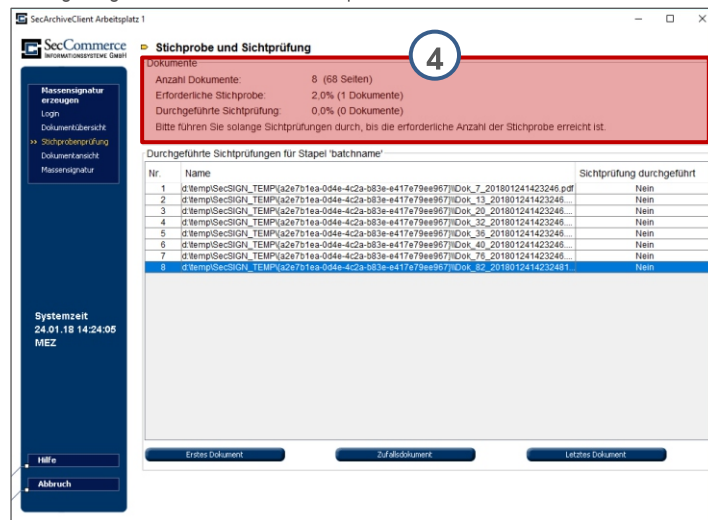 SecArchiveClient Arbeitsplatz 1
SecCommerce
INFORMATIONSSYSTEME GMBH
Massensignatur
erzeugen
Login
Dokumentübersicht
>> Stichprobenprüfung
Dokumentansicht
Massensignatur
Systemzeit
24.01.18 14:24:05
MEZ
Hilfe
Abbruch
Stichprobe und Sichtprüfung
4
Dokumente
Anzahl Dokumente: 8 (68 Seiten)
Erforderliche Stichprobe: 2,0% (1 Dokumente)
Durchgeführte Sichtprüfung: 0,0% (0 Dokumente)
Bitte führen Sie solange Sichtprüfungen durch, bis die erforderliche Anzahl der Stichprobe erreicht ist.
Durchgeführte Sichtprüfungen für Stapel 'batchname'
Nr. Name Sichtprüfung durchgeführt
1 d:\temp\SecSIGN_TEMP\{a2e7b1ea-0d4e-4c2a-b83e-e417e79ee967}\\Dok_7_201801241423246.pdf Nein
2 d:\temp\SecSIGN_TEMP\{a2e7b1ea-0d4e-4c2a-b83e-e417e79ee967}\\Dok_13_201801241423246.... Nein
3 d:\temp\SecSIGN_TEMP\{a2e7b1ea-0d4e-4c2a-b83e-e417e79ee967}\\Dok_20_201801241423246.... Nein
4 d:\temp\SecSIGN_TEMP\{a2e7b1ea-0d4e-4c2a-b83e-e417e79ee967}\\Dok_32_201801241423246.... Nein
5 d:\temp\SecSIGN_TEMP\{a2e7b1ea-0d4e-4c2a-b83e-e417e79ee967}\\Dok_36_201801241423246.... Nein
6 d:\temp\SecSIGN_TEMP\{a2e7b1ea-0d4e-4c2a-b83e-e417e79ee967}\\Dok_40_201801241423246.... Nein
7 d:\temp\SecSIGN_TEMP\{a2e7b1ea-0d4e-4c2a-b83e-e417e79ee967}\\Dok_76_201801241423246.... Nein
8 d:\temp\SecSIGN_TEMP\{a2e7b1ea-0d4e-4c2a-b83e-e417e79ee967}\\Dok_82_2018012414232481... Nein
Erstes Dokument Zufallsdokument Letztes Dokument